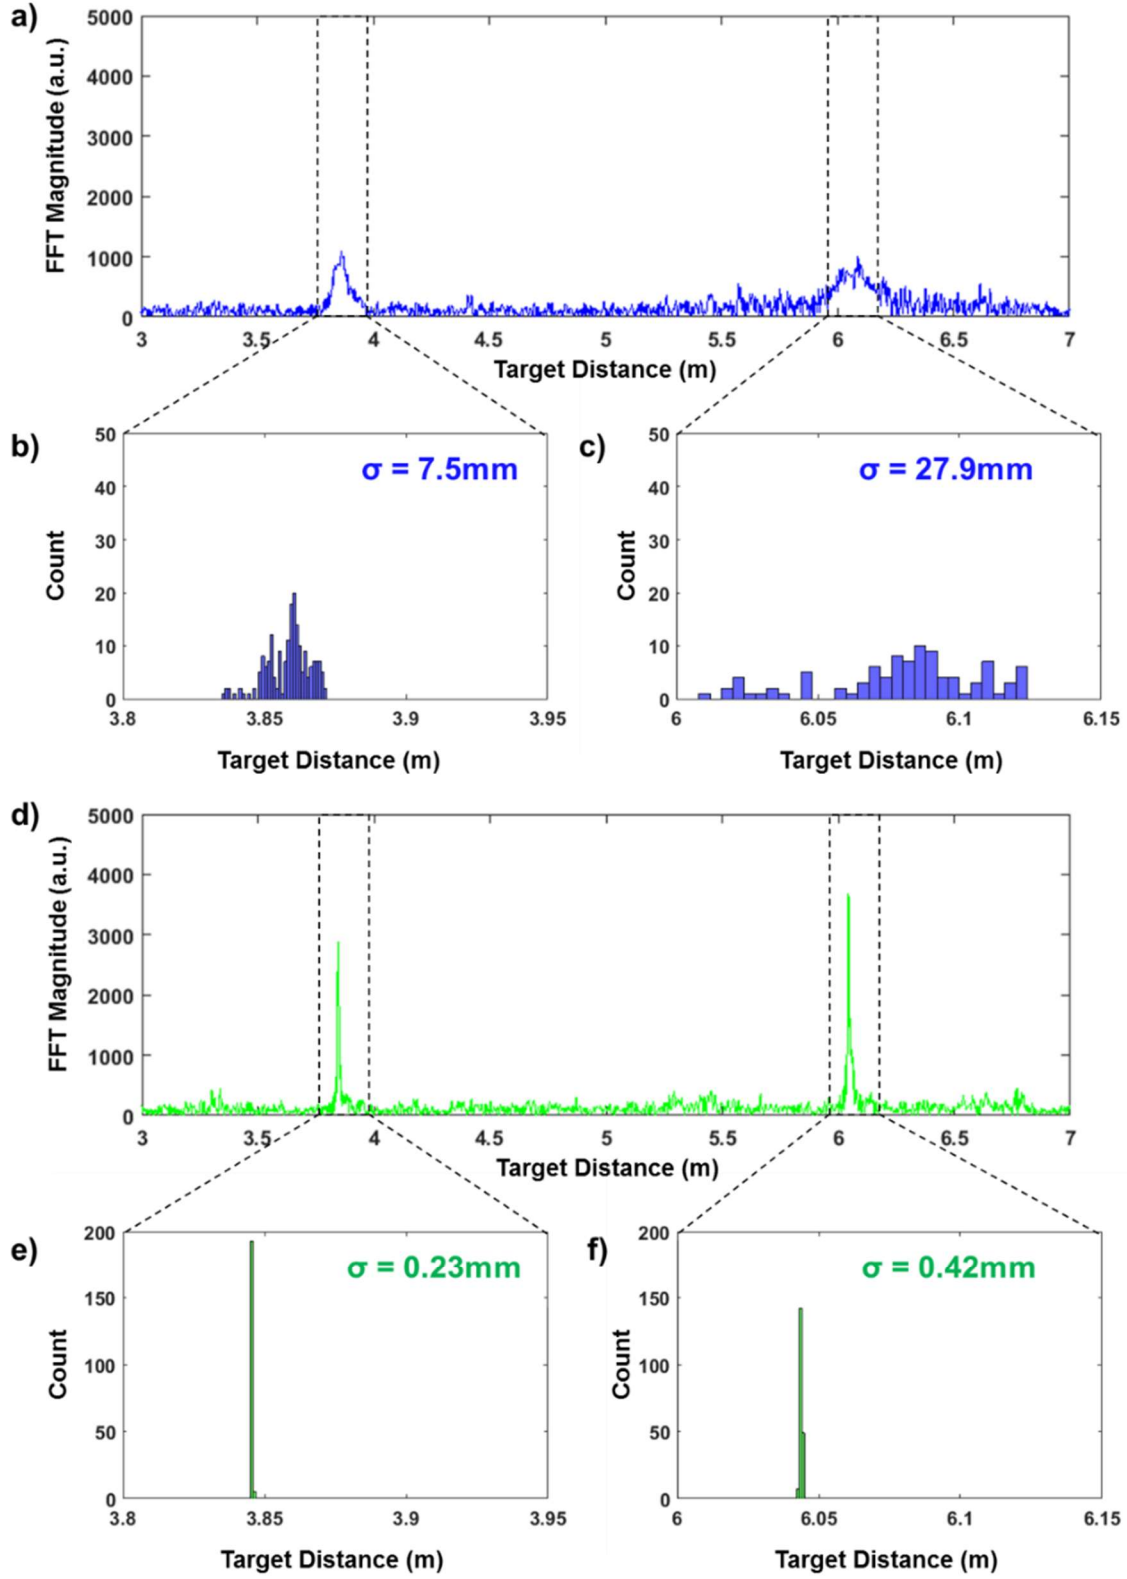 a)
FFT Magnitude (a.u.)
5000
4000
3000
2000
1000
0
3 3.5 4 4.5 5 5.5 6 6.5 7
Target Distance (m)
b)
Count
50
40
30
20
10
0
σ = 7.5mm
3.8 3.85 3.9 3.95
Target Distance (m)
c)
Count
50
40
30
20
10
0
σ = 27.9mm
6 6.05 6.1 6.15
Target Distance (m)
d)
FFT Magnitude (a.u.)
5000
4000
3000
2000
1000
0
3 3.5 4 4.5 5 5.5 6 6.5 7
Target Distance (m)
e)
Count
200
150
100
50
0
σ = 0.23mm
3.8 3.85 3.9 3.95
Target Distance (m)
f)
Count
200
150
100
50
0
σ = 0.42mm
6 6.05 6.1 6.15
Target Distance (m)